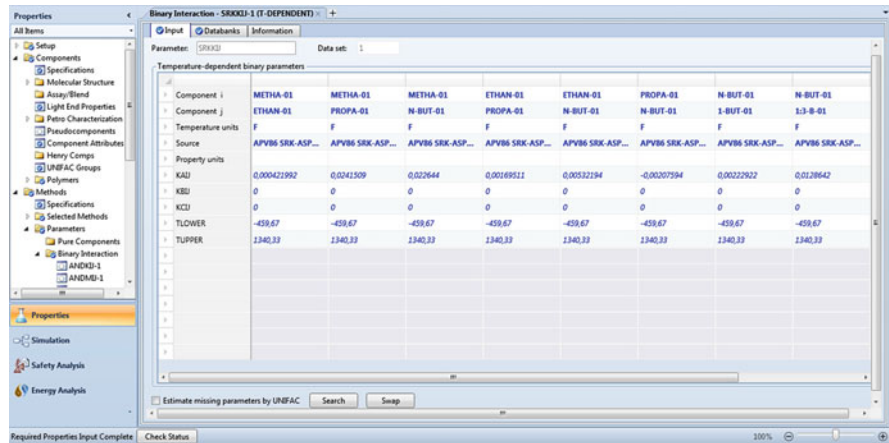 Properties
All Items
Setup
Components
Specifications
Molecular Structure
Assay/Blend
Light End Properties
Petro Characterization
Pseudocomponents
Component Attributes
Henry Comps
UNIFAC Groups
Polymers
Methods
Specifications
Selected Methods
Parameters
Pure Components
Binary Interaction
ANDKIJ-1
ANDMIJ-1
Properties
Simulation
Safety Analysis
Energy Analysis
Binary Interaction - SRKKIJ-1 (T-DEPENDENT) × +
Input Databanks Information
Parameter: SRKKIJ Data set: 1
Temperature-dependent binary parameters
Component i METHA-01 METHA-01 METHA-01 ETHAN-01 ETHAN-01 PROPA-01 N-BUT-01 N-BUT-01
Component j ETHAN-01 PROPA-01 N-BUT-01 PROPA-01 N-BUT-01 N-BUT-01 1-BUT-01 1:3-B-01
Temperature units F F F F F F F F
Source APV86 SRK-ASP... APV86 SRK-ASP... APV86 SRK-ASP... APV86 SRK-ASP... APV86 SRK-ASP... APV86 SRK-ASP... APV86 SRK-ASP... APV86 SRK-ASP...
Property units
KAIJ 0,000421992 0,0241509 0,022644 0,00169511 0,00532194 -0,00207594 0,00222922 0,0128642
KBIJ 0 0 0 0 0 0 0 0
KCIJ 0 0 0 0 0 0 0 0
TLOWER -459,67 -459,67 -459,67 -459,67 -459,67 -459,67 -459,67 -459,67
TUPPER 1340,33 1340,33 1340,33 1340,33 1340,33 1340,33 1340,33 1340,33
Estimate missing parameters by UNIFAC Search Swap
Required Properties Input Complete Check Status 100%